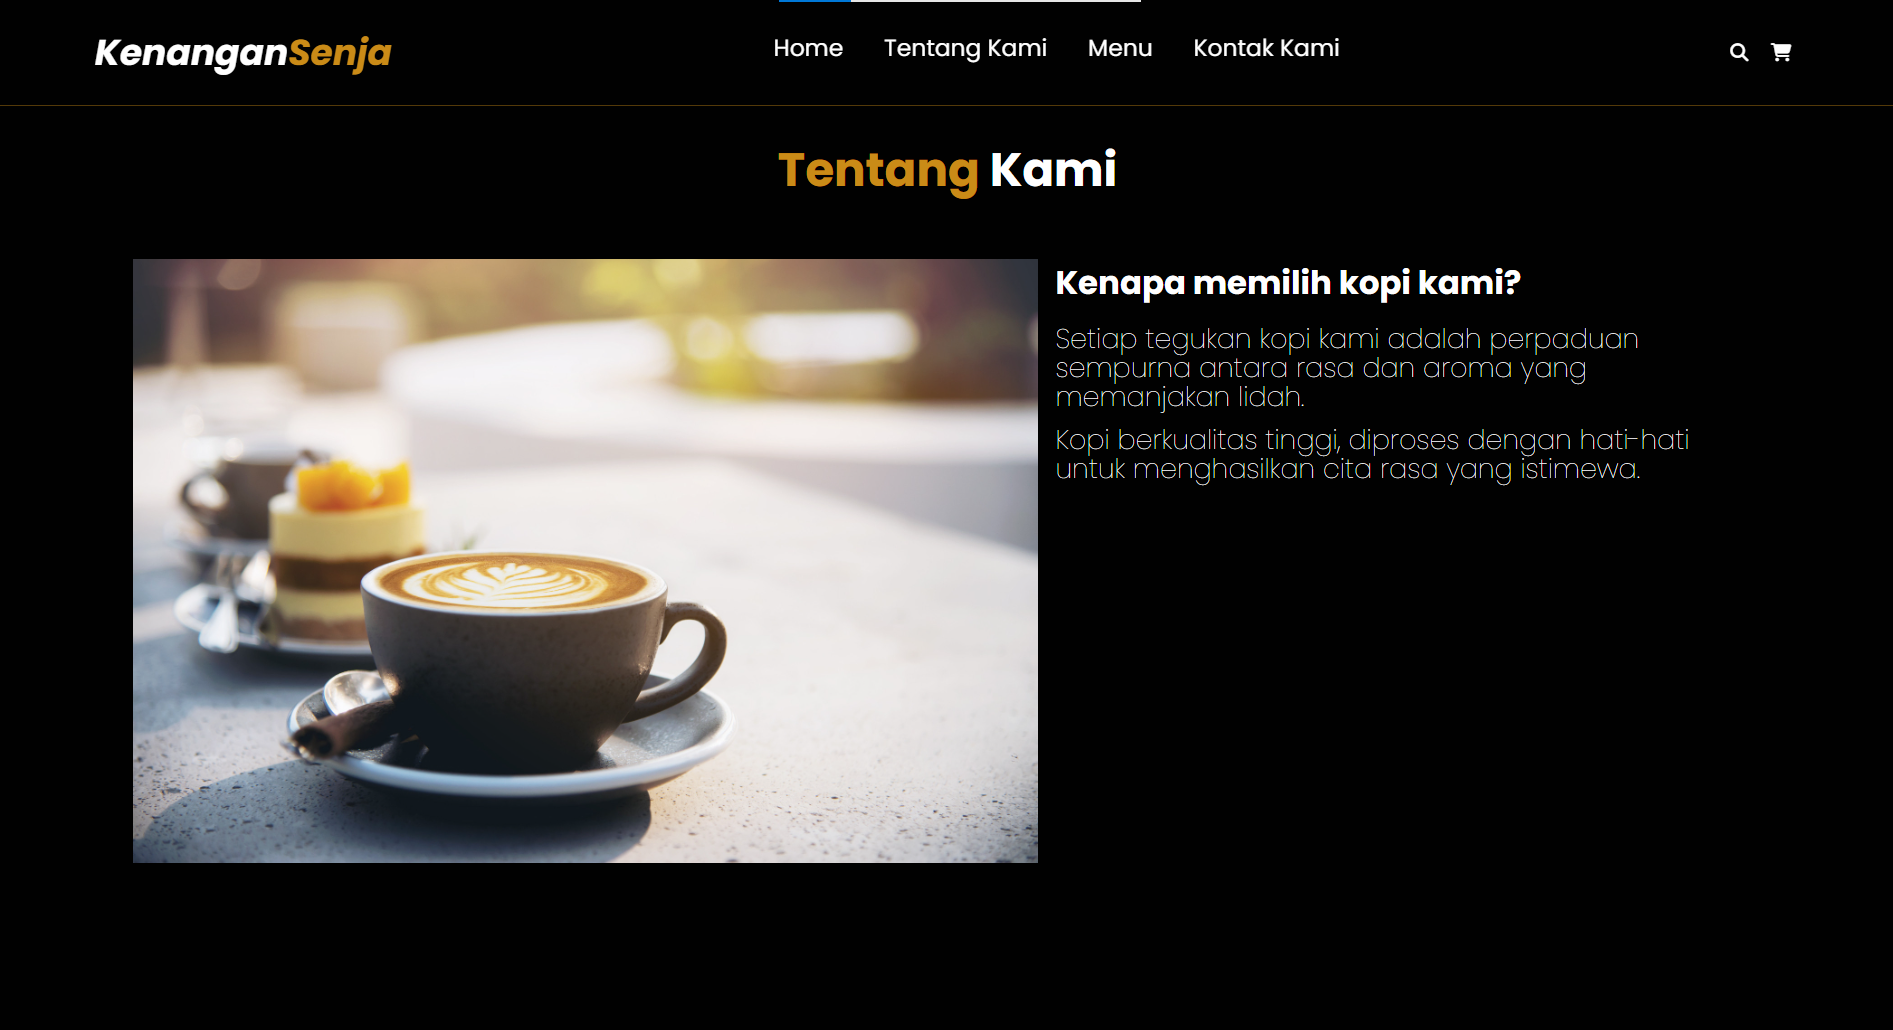 KenanganSenja
Home Tentang Kami Menu Kontak Kami
Tentang Kami
Kenapa memilih kopi kami?
Setiap tegukan kopi kami adalah perpaduan
sempurna antara rasa dan aroma yang
memanjakan lidah.
Kopi berkualitas tinggi, diproses dengan hati-hati
untuk menghasilkan cita rasa yang istimewa.